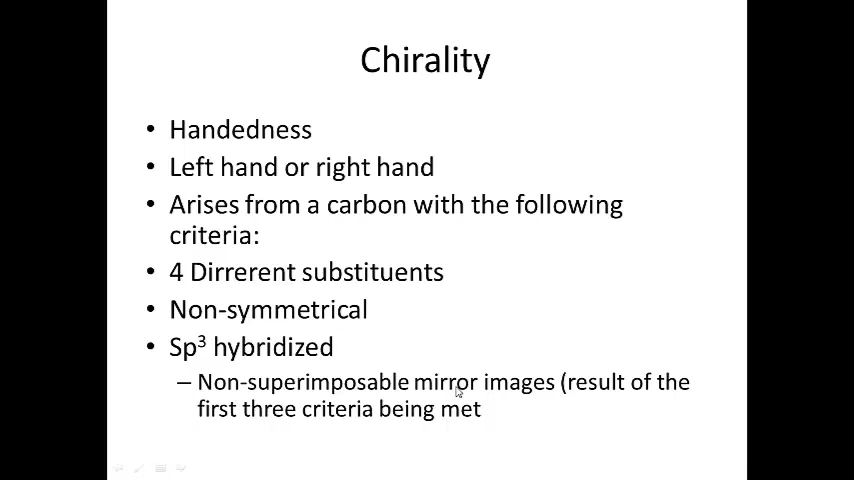 Chirality
• Handedness
• Left hand or right hand
• Arises from a carbon with the following
criteria:
• 4 Dirrerent substituents
• Non-symmetrical
• Sp³ hybridized
– Non-superimposable mirror images (result of the
first three criteria being met